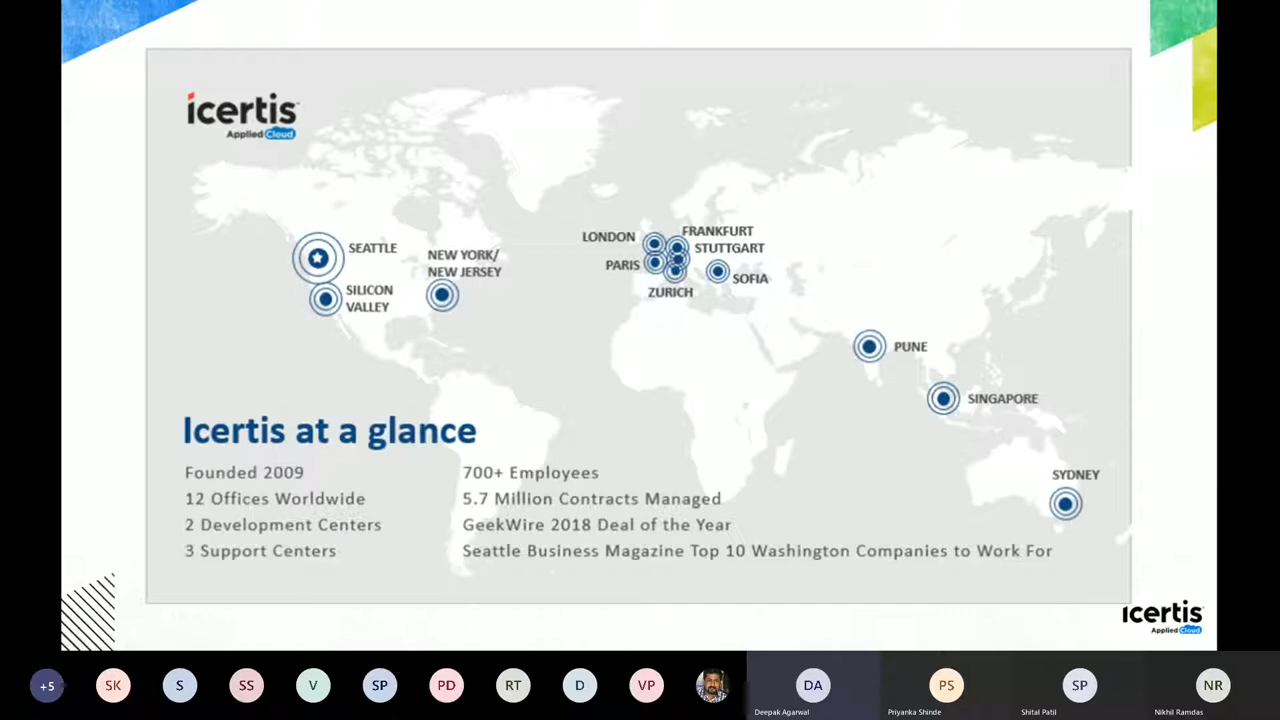 icertis
Applied Cloud
SEATTLE
SILICON
VALLEY
NEW YORK/
NEW JERSEY
LONDON
PARIS
FRANKFURT
STUTTGART
ZURICH
SOFIA
PUNE
SINGAPORE
SYDNEY
Icertis at a glance
Founded 2009
12 Offices Worldwide
2 Development Centers
3 Support Centers
700+ Employees
5.7 Million Contracts Managed
GeekWire 2018 Deal of the Year
Seattle Business Magazine Top 10 Washington Companies to Work For
icertis
Applied Cloud
+5
SK
S
SS
V
SP
PD
RT
D
VP
DA
Deepak Agarwal
PS
Priyanka Shinde
SP
Shital Patil
NR
Nikhil Ramdas